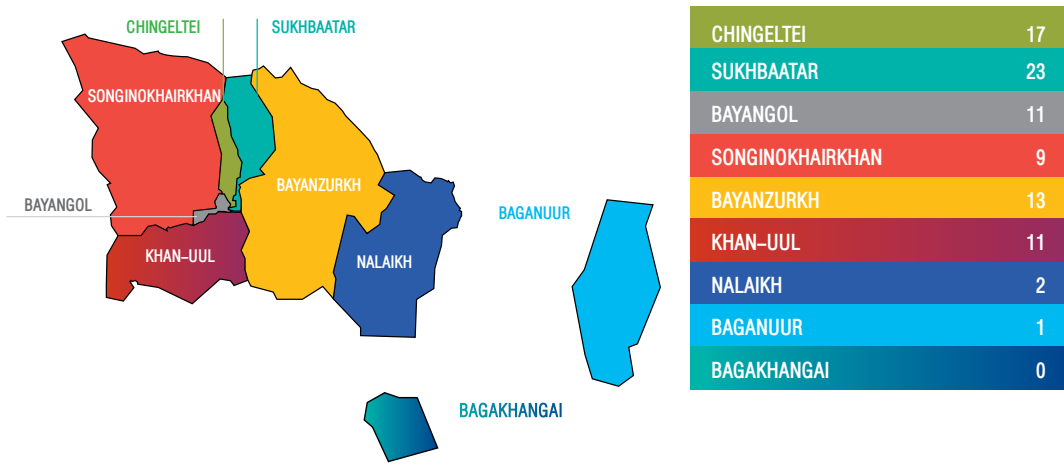 CHINGELTEI
SUKHBAATAR
SONGINOKHAIRKHAN
BAYANZURKH
BAYANGOL
BAGANUUR
KHAN-UUL
NALAIKH
BAGAKHANGAI
CHINGELTEI 17
SUKHBAATAR 23
BAYANGOL 11
SONGINOKHAIRKHAN 9
BAYANZURKH 13
KHAN-UUL 11
NALAIKH 2
BAGANUUR 1
BAGAKHANGAI 0